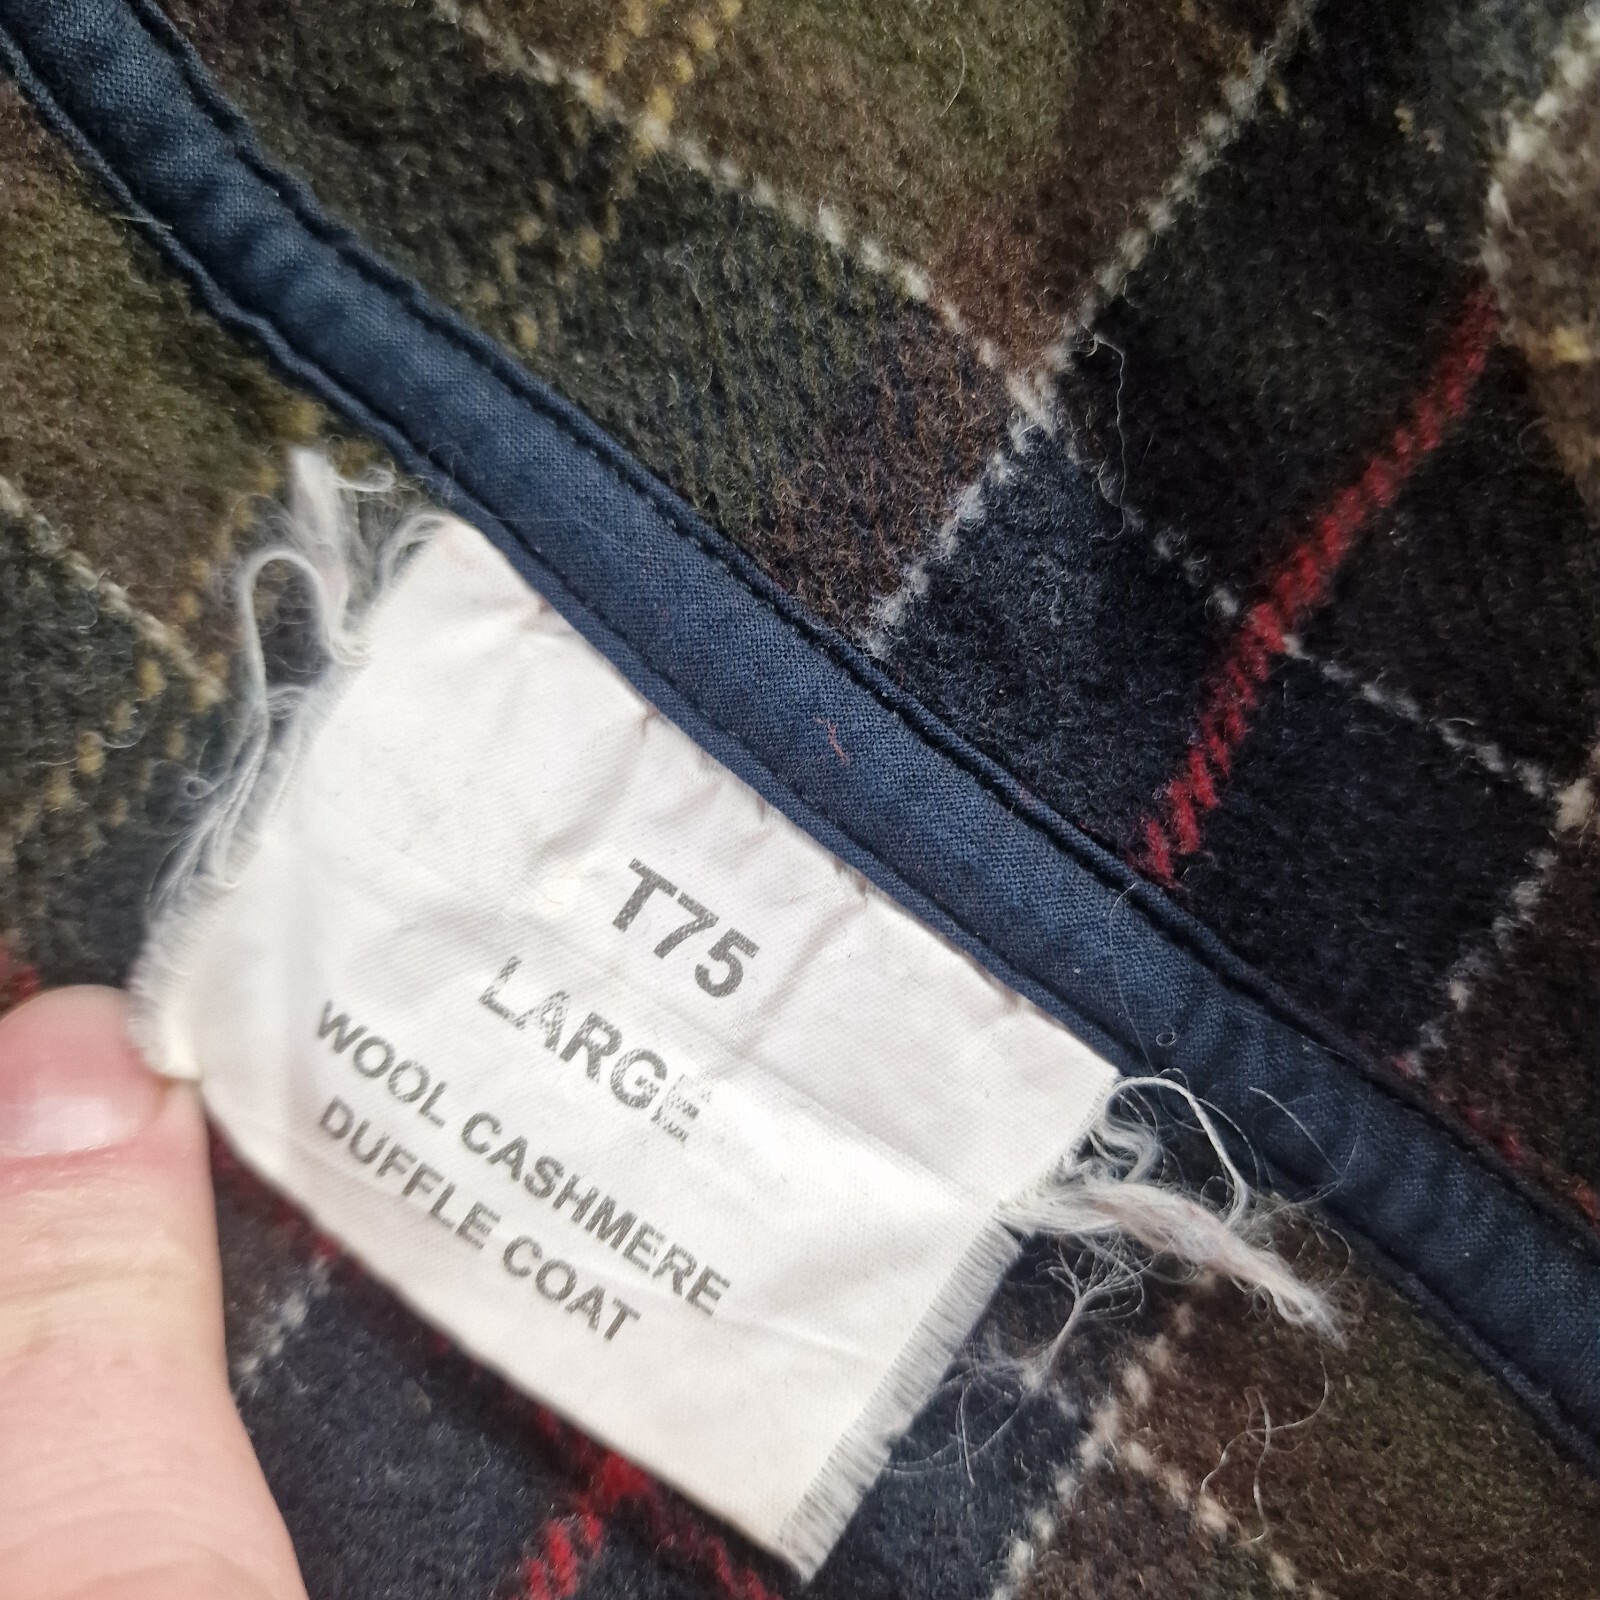 T75
LARGE
WOOL CASHMERE
DUFFLE COAT